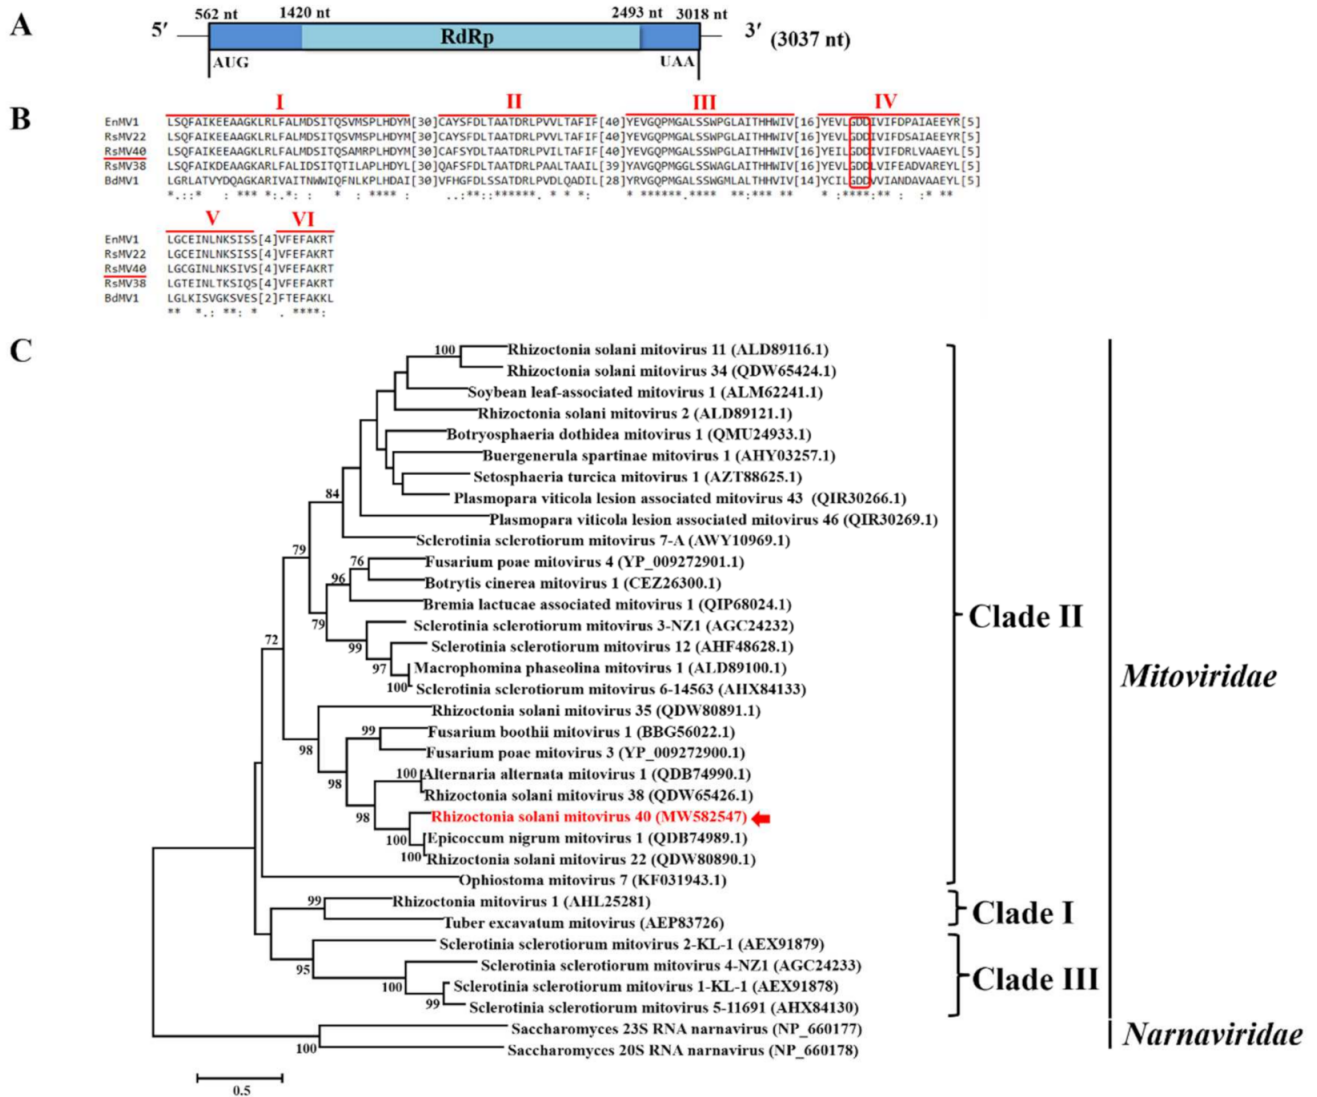 A
562 nt 1420 nt 2493 nt 3018 nt
5′ RdRp 3′ (3037 nt)
AUG UAA
B
I II III IV
EnMV1 LSQFAIKEEAAGKLRLFALMDSITQSVMSPLHDYM[30]CAYSFDLTAATDRLPVVLTAFIF[40]YEVGQPMGALSSWPGLAITHHWIV[16]YEVLGDDIVIFDPAIAEEYR[5]
RsMV22 LSQFAIKEEAAGKLRLFALMDSITQSVMSPLHDYM[30]CAYSFDLTAATDRLPVVLTAFIF[40]YEVGQPMGALSSWPGLAITHHWIV[16]YEVLGDDIVIFDPAIAEEYR[5]
RsMV40 LSQFAIKEEAAGKLRLFALMDSITQSAMRPLHDYM[30]CAYSFDLTAATDRLPVILTAFIF[40]YEVGQPMGALSSWPGLAITHHWIV[16]YEILGDDIVIFDRLVAAEYR[5]
RsMV38 LSQFAIKDEAAGKARLFALIDSITQTILAPLHDYL[30]QAFSFDLTAATDRLPAALTAAIL[39]YAVGQPMGGLSSWAGLAITHHWIV[16]YEVLGDDLVIFEADVAREYL[5]
BdMV1 LGRLATVYDQAGKARIVAITNWWIQFNLKPLHDAI[30]VFHGFDLSSATDRLPVDLQADIL[28]YRVGQPMGALSSWGMLALTHHVIV[14]YCILGDDVVIANDAVAAEYL[5]
V VI
EnMV1 LGCEINLNKSISS[4]VFEFAKRT
RsMV22 LGCEINLNKSISS[4]VFEFAKRT
RsMV40 LGCGINLNKSIVS[4]VFEFAKRT
RsMV38 LGTEINLTKSIQS[4]VFEFAKRT
BdMV1 LGLKISVGKSVES[2]FTEFAKKL
C
100 Rhizoctonia solani mitovirus 11 (ALD89116.1)
Rhizoctonia solani mitovirus 34 (QDW65424.1)
Soybean leaf-associated mitovirus 1 (ALM62241.1)
Rhizoctonia solani mitovirus 2 (ALD89121.1)
Botryosphaeria dothidea mitovirus 1 (QMU24933.1)
Buergenerula spartinae mitovirus 1 (AHY03257.1)
Setosphaeria turcica mitovirus 1 (AZT88625.1)
84 Plasmopara viticola lesion associated mitovirus 43 (QIR30266.1)
Plasmopara viticola lesion associated mitovirus 46 (QIR30269.1)
79 Sclerotinia sclerotiorum mitovirus 7-A (AWY10969.1)
76 Fusarium poae mitovirus 4 (YP_009272901.1)
96 Botrytis cinerea mitovirus 1 (CEZ26300.1)
Bremia lactucae associated mitovirus 1 (QIP68024.1)
Clade II
79 Sclerotinia sclerotiorum mitovirus 3-NZ1 (AGC24232)
72 99 Sclerotinia sclerotiorum mitovirus 12 (AHF48628.1)
97 Macrophomina phaseolina mitovirus 1 (ALD89100.1)
Mitoviridae
100 Sclerotinia sclerotiorum mitovirus 6-14563 (AHX84133)
Rhizoctonia solani mitovirus 35 (QDW80891.1)
99 Fusarium boothii mitovirus 1 (BBG56022.1)
98 Fusarium poae mitovirus 3 (YP_009272900.1)
100 Alternaria alternata mitovirus 1 (QDB74990.1)
98 Rhizoctonia solani mitovirus 38 (QDW65426.1)
98 Rhizoctonia solani mitovirus 40 (MW582547)
100 Epicoccum nigrum mitovirus 1 (QDB74989.1)
100 Rhizoctonia solani mitovirus 22 (QDW80890.1)
Ophiostoma mitovirus 7 (KF031943.1)
99 Rhizoctonia mitovirus 1 (AHL25281)
Clade I
Tuber excavatum mitovirus (AEP83726)
Sclerotinia sclerotiorum mitovirus 2-KL-1 (AEX91879)
95 Sclerotinia sclerotiorum mitovirus 4-NZ1 (AGC24233)
Clade III
100 Sclerotinia sclerotiorum mitovirus 1-KL-1 (AEX91878)
99 Sclerotinia sclerotiorum mitovirus 5-11691 (AHX84130)
Saccharomyces 23S RNA narnavirus (NP_660177)
Narnaviridae
100 Saccharomyces 20S RNA narnavirus (NP_660178)
0.5